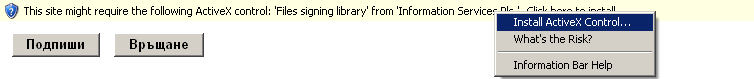 This site might require the following ActiveX control: 'Files signing library' from 'Information Services Plc.'. Click here to install...
Install ActiveX Control...
What's the Risk?
Information Bar Help
Подпиши Връщане